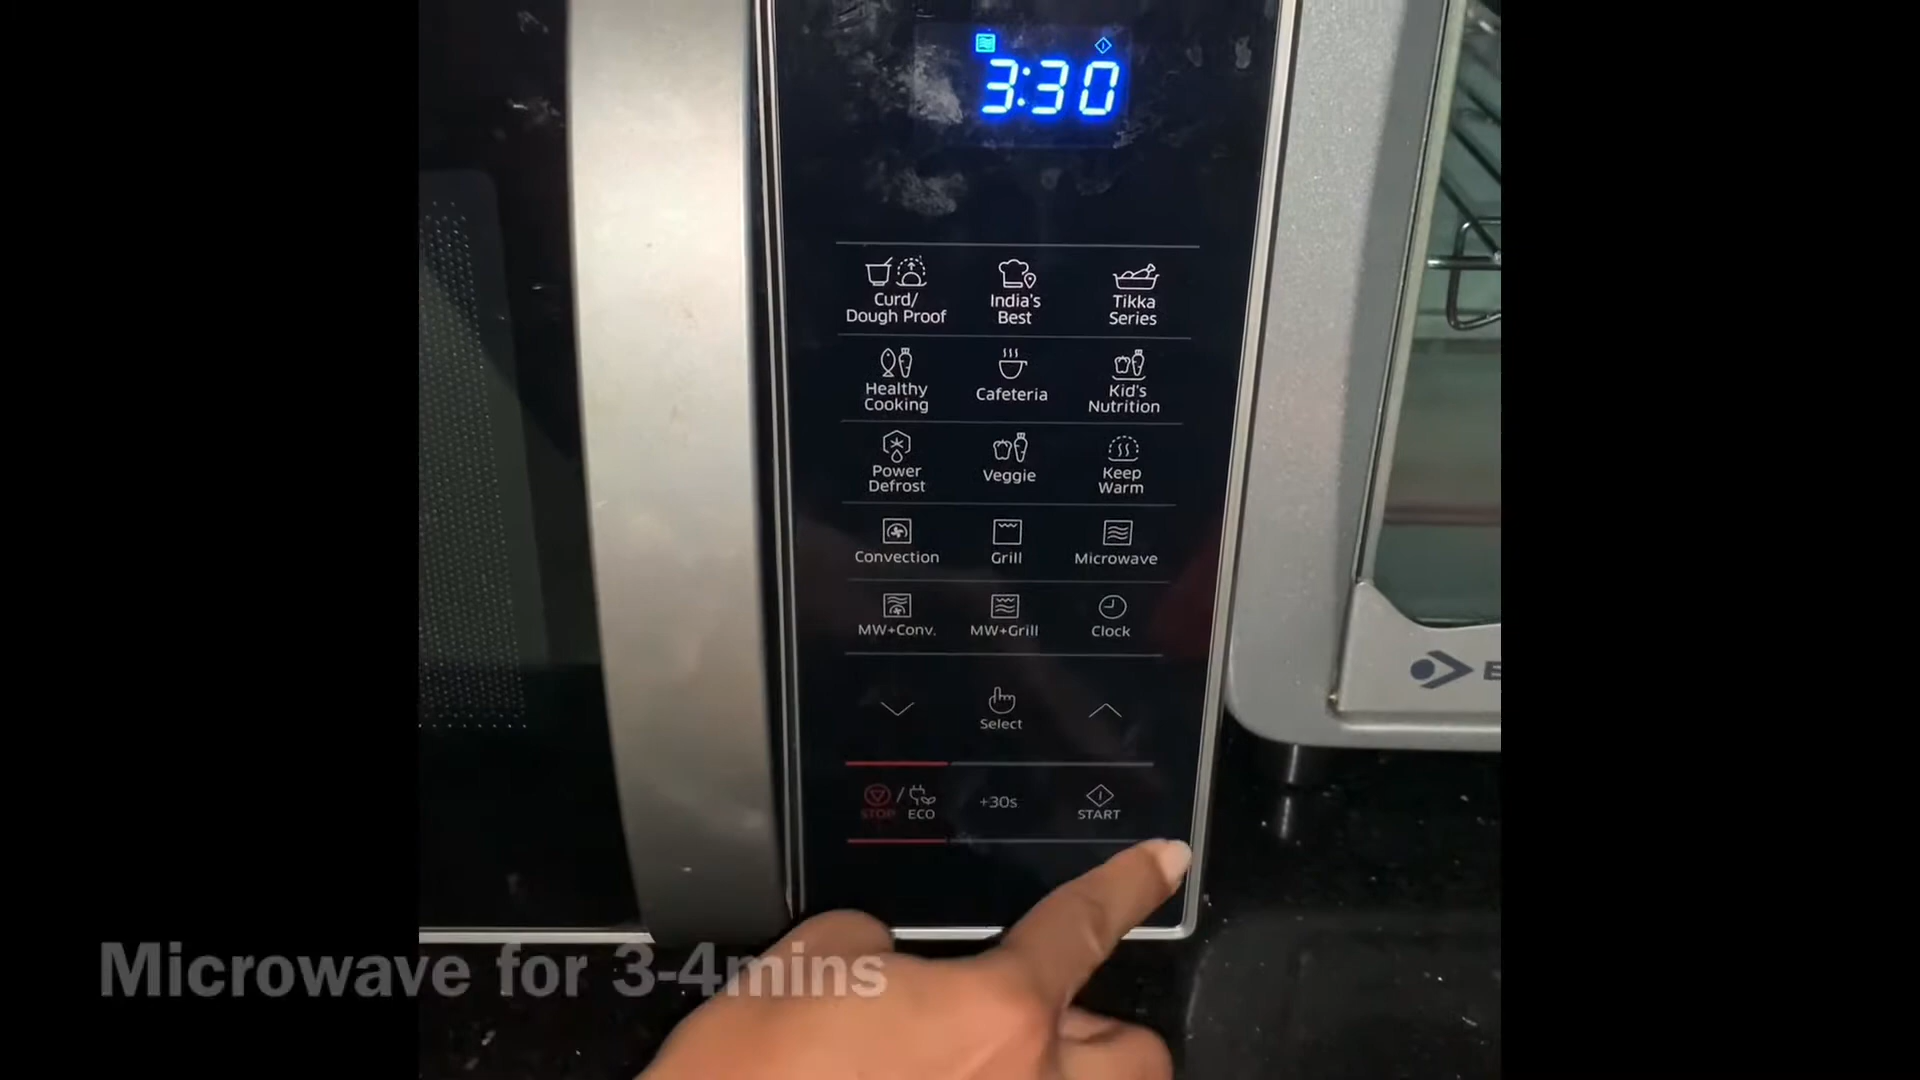 3:30
Curd/
Dough Proof
India's
Best
Tikka
Series
Healthy
Cooking
Cafeteria
Kid's
Nutrition
Power
Defrost
Veggie
Keep
Warm
Convection
Grill
Microwave
MW+Conv.
MW+Grill
Clock
Select
STOP / ECO
+30s
START
Microwave for 3-4mins